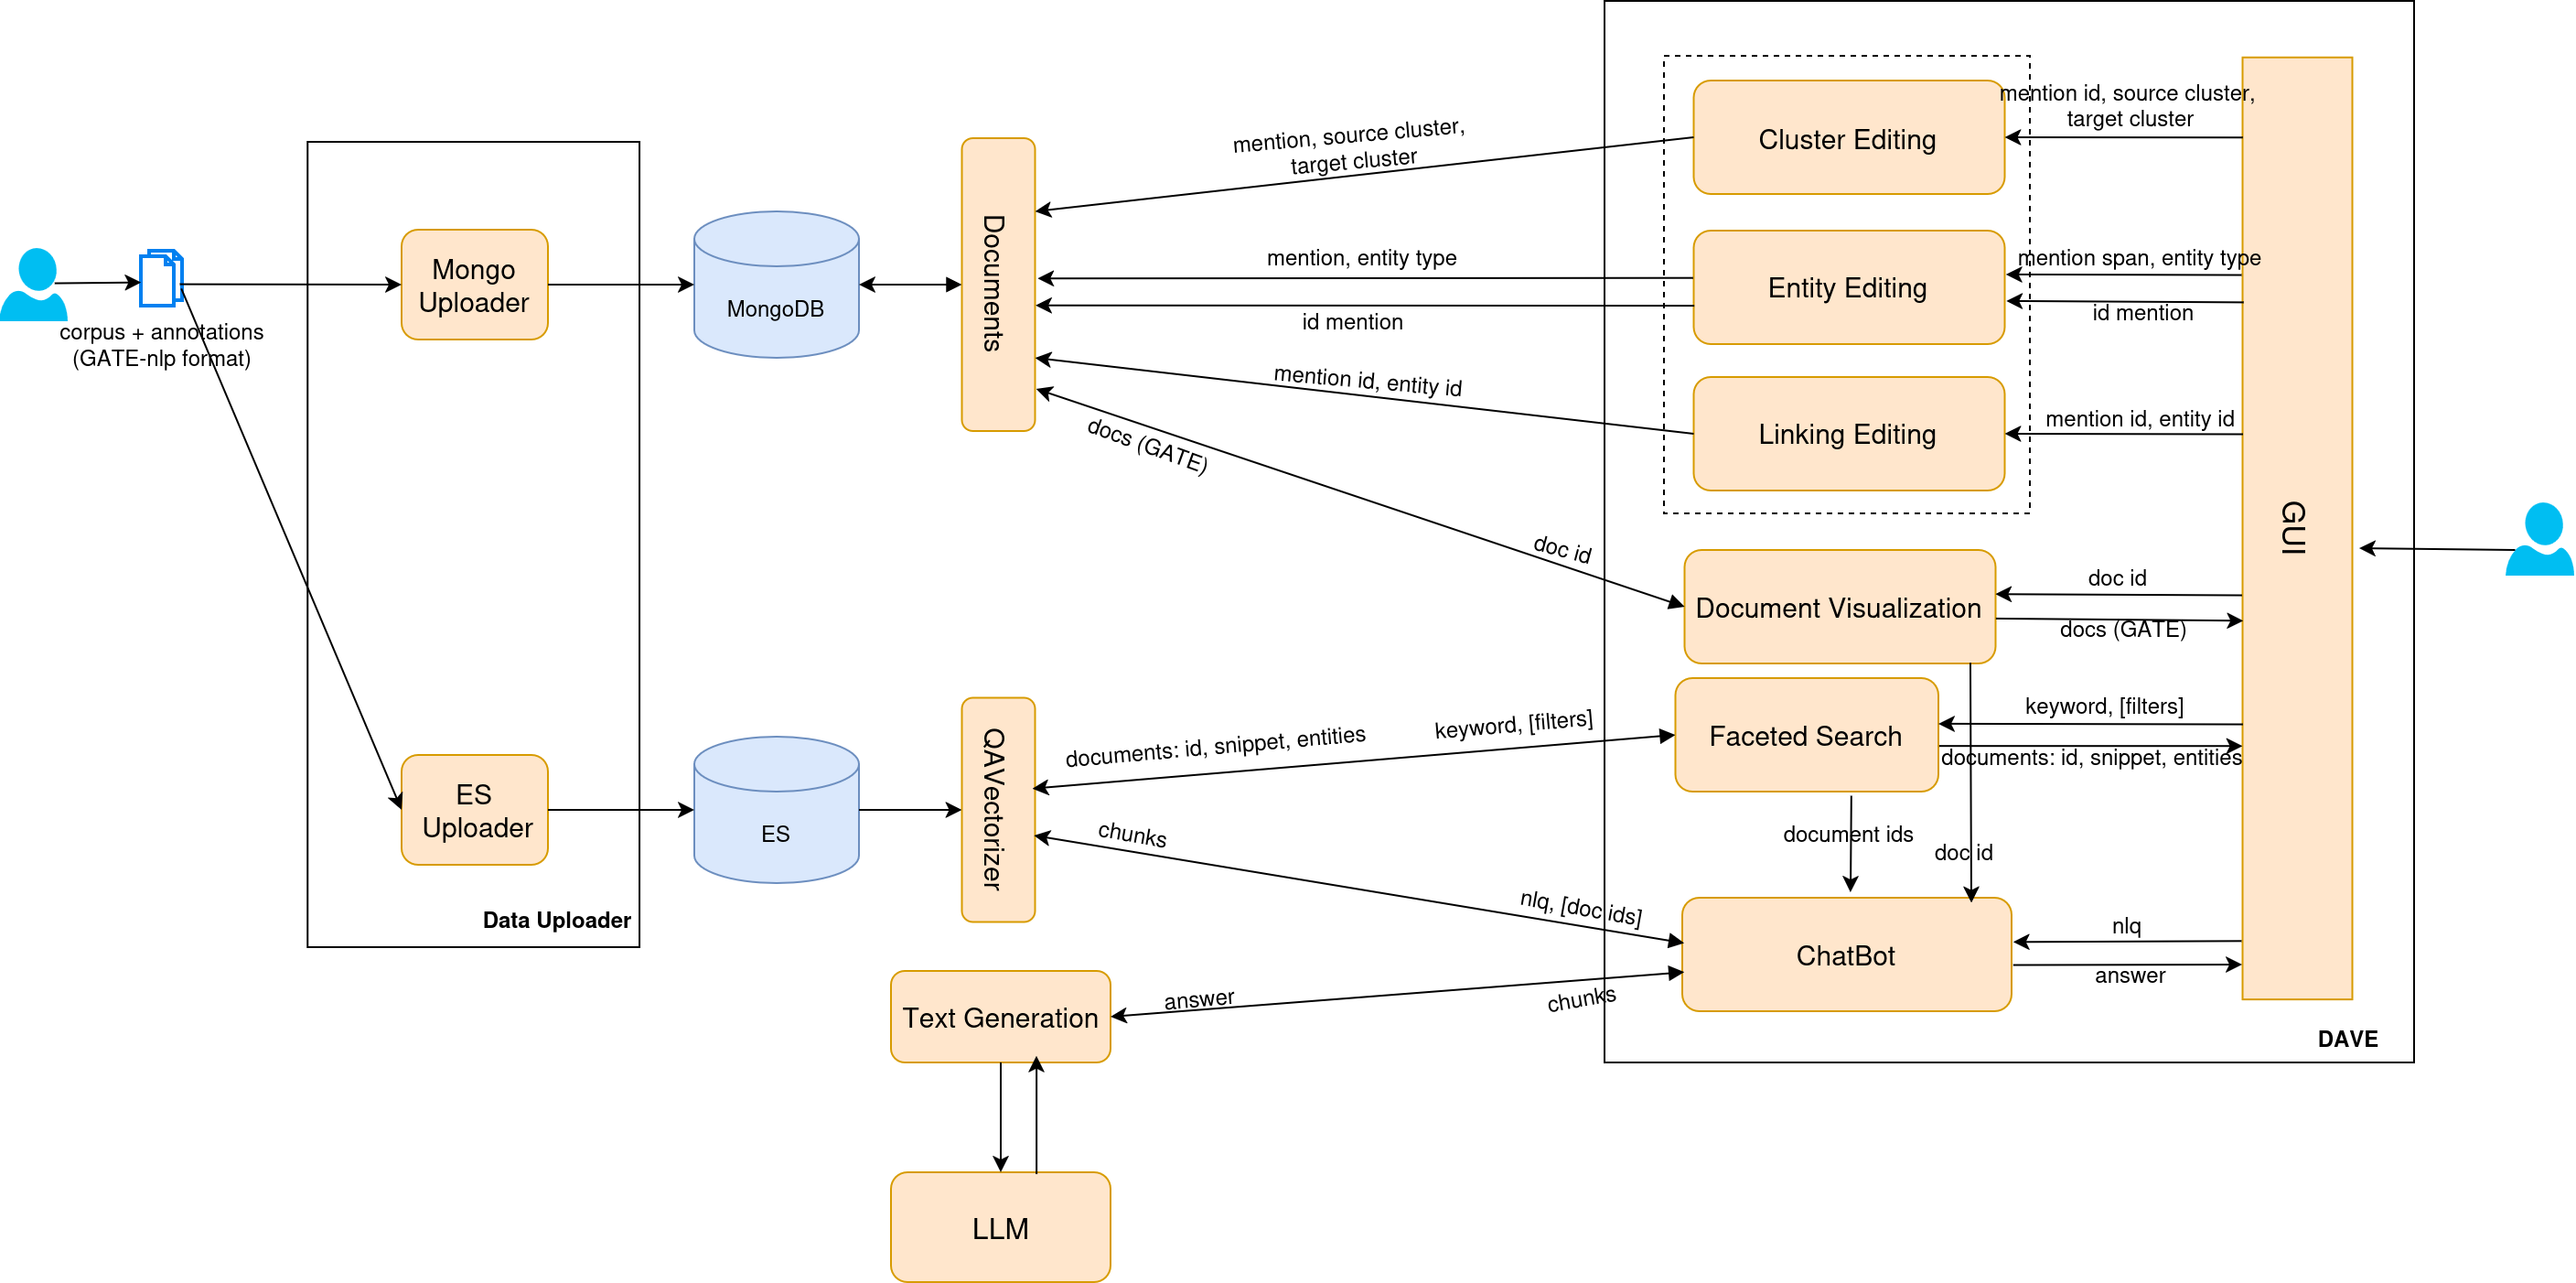 mention id, source cluster,
target cluster
mention, source cluster,
target cluster
Cluster Editing
Documents
Mongo
Uploader
MongoDB
mention, entity type
id mention
Entity Editing
mention span, entity type
id mention
corpus + annotations
(GATE-nlp format)
mention id, entity id
Linking Editing
mention id, entity id
docs (GATE)
doc id
GUI
Document Visualization
doc id
docs (GATE)
QAVectorizer
documents: id, snippet, entities
keyword, [filters]
Faceted Search
keyword, [filters]
documents: id, snippet, entities
ES
Uploader
ES
chunks
document ids
doc id
nlq, [doc ids]
Data Uploader
ChatBot
nlq
answer
Text Generation
answer
chunks
DAVE
LLM